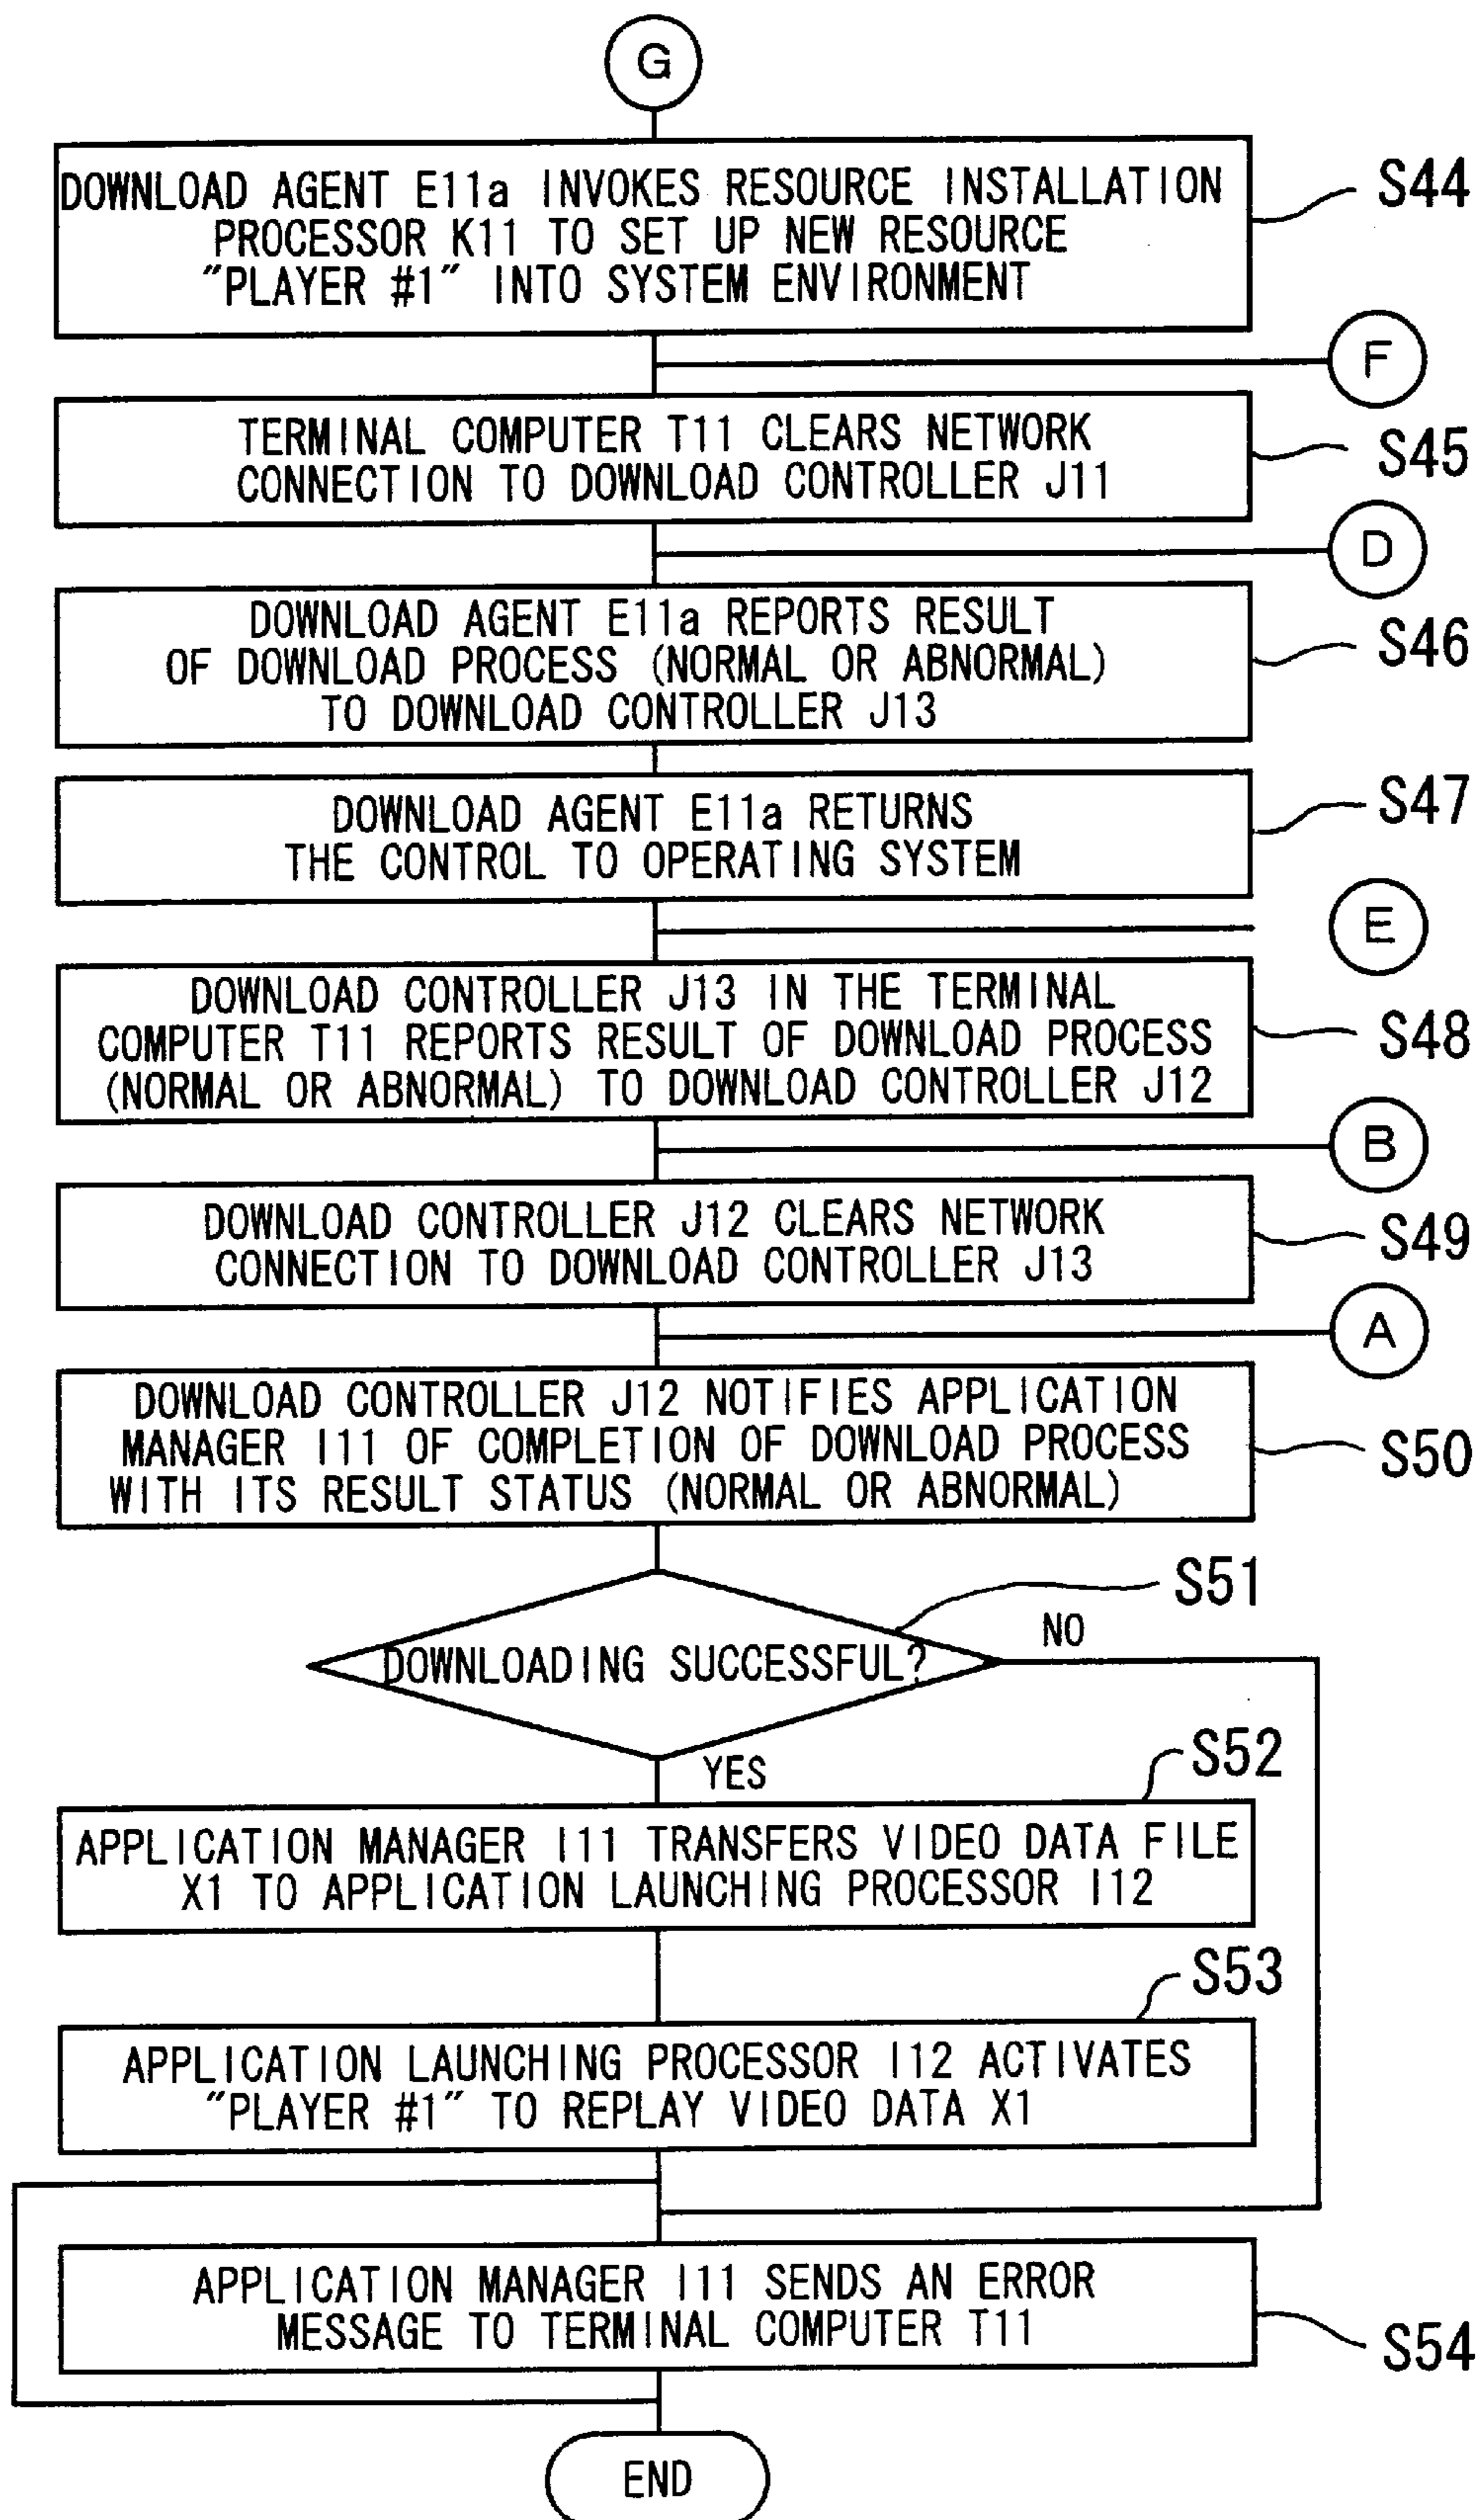 G
DOWNLOAD AGENT E11a INVOKES RESOURCE INSTALLATION
PROCESSOR K11 TO SET UP NEW RESOURCE
"PLAYER #1" INTO SYSTEM ENVIRONMENT
S44
F
TERMINAL COMPUTER T11 CLEARS NETWORK
CONNECTION TO DOWNLOAD CONTROLLER J11
S45
D
DOWNLOAD AGENT E11a REPORTS RESULT
OF DOWNLOAD PROCESS (NORMAL OR ABNORMAL)
TO DOWNLOAD CONTROLLER J13
S46
DOWNLOAD AGENT E11a RETURNS
THE CONTROL TO OPERATING SYSTEM
S47
E
DOWNLOAD CONTROLLER J13 IN THE TERMINAL
COMPUTER T11 REPORTS RESULT OF DOWNLOAD PROCESS
(NORMAL OR ABNORMAL) TO DOWNLOAD CONTROLLER J12
S48
B
DOWNLOAD CONTROLLER J12 CLEARS NETWORK
CONNECTION TO DOWNLOAD CONTROLLER J13
S49
A
DOWNLOAD CONTROLLER J12 NOTIFIES APPLICATION
MANAGER I11 OF COMPLETION OF DOWNLOAD PROCESS
WITH ITS RESULT STATUS (NORMAL OR ABNORMAL)
S50
S51
NO
DOWNLOADING SUCCESSFUL?
YES
S52
APPLICATION MANAGER I11 TRANSFERS VIDEO DATA FILE
X1 TO APPLICATION LAUNCHING PROCESSOR I12
S53
APPLICATION LAUNCHING PROCESSOR I12 ACTIVATES
"PLAYER #1" TO REPLAY VIDEO DATA X1
APPLICATION MANAGER I11 SENDS AN ERROR
MESSAGE TO TERMINAL COMPUTER T11
S54
END